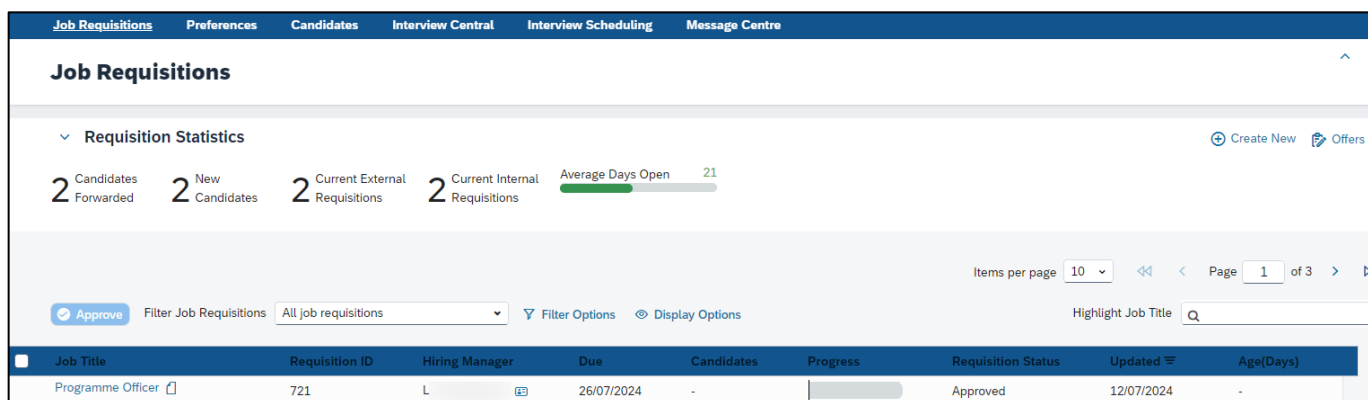 Job Requisitions Preferences Candidates Interview Central Interview Scheduling Message Centre
Job Requisitions
Requisition Statistics
Create New Offers
2 Candidates Forwarded 2 New Candidates 2 Current External Requisitions 2 Current Internal Requisitions Average Days Open 21
Items per page 10 Page 1 of 3
Approve Filter Job Requisitions All job requisitions Filter Options Display Options Highlight Job Title
Job Title Requisition ID Hiring Manager Due Candidates Progress Requisition Status Updated Age(Days)
Programme Officer 721 L 26/07/2024 - Approved 12/07/2024 -